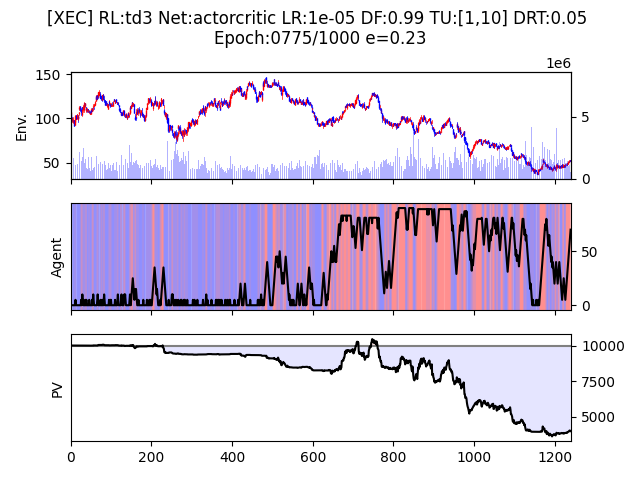 [XEC] RL:td3 Net:actorcritic LR:1e-05 DF:0.99 TU:[1,10] DRT:0.05
Epoch:0775/1000 e=0.23
1e6
150
100
50
Env.
5
0
Agent
50
0
PV
10000
7500
5000
0 200 400 600 800 1000 1200